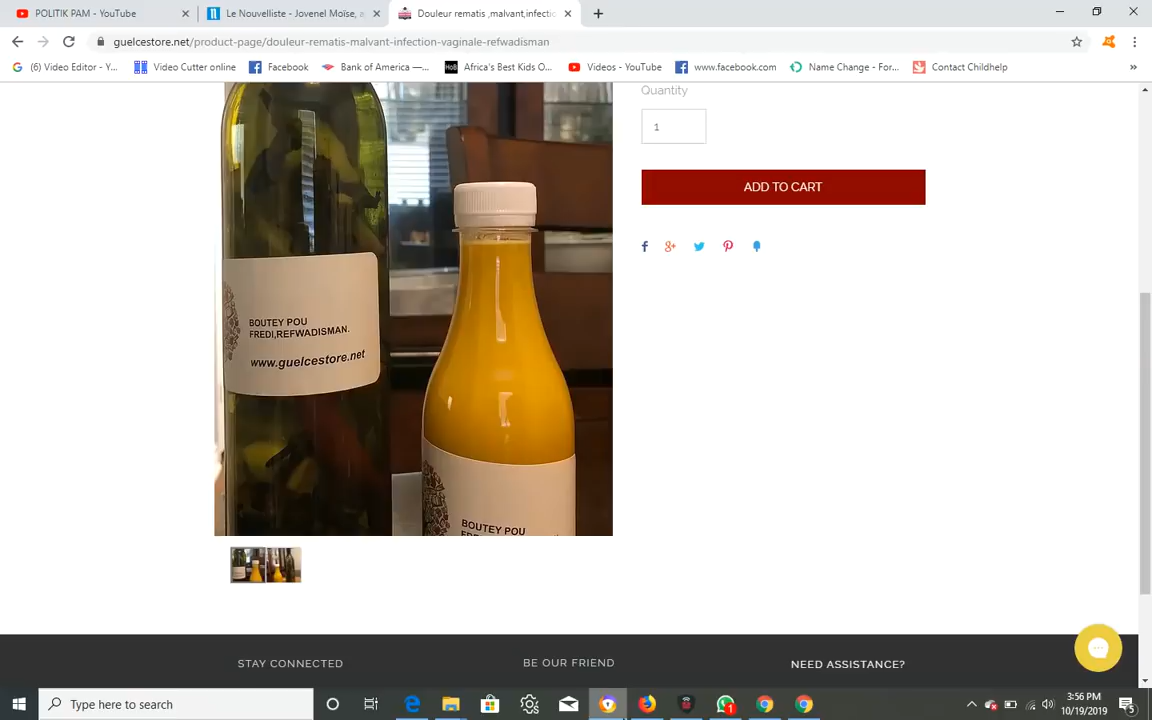 POLITIK PAM - YouTube
Le Nouvelliste - Jovenel Moïse, a
Douleur rematis ,malvant,infectio
guelcestore.net/product-page/douleur-rematis-malvant-infection-vaginale-refwadisman
(6) Video Editor - Y...
Video Cutter online
Facebook
Bank of America —...
HoB
Africa's Best Kids O...
Videos - YouTube
www.facebook.com
Name Change - For...
Contact Childhelp
Quantity
1
ADD TO CART
BOUTEY POU
FREDI,REFWADISMAN.
www.guelcestore.net
BOUTEY POU
STAY CONNECTED
BE OUR FRIEND
NEED ASSISTANCE?
Type here to search
1
3:56 PM
10/19/2019
5